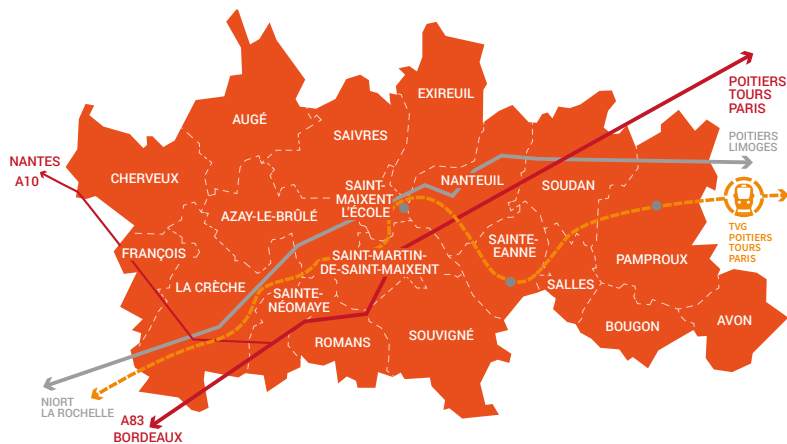 POITIERS
TOURS
PARIS
EXIREUIL
AUGÉ
SAIVRES
POITIERS
LIMOGES
NANTES
A10
CHERVEUX
NANTEUIL
SOUDAN
SAINT-
MAIXENT
L'ÉCOLE
AZAY-LE-BRÛLÉ
TVG
POITIERS
TOURS
PARIS
FRANÇOIS
SAINT-MARTIN-
DE-SAINT-MAIXENT
SAINTE-
EANNE
PAMPROUX
LA CRÈCHE
SAINTE-
NÉOMAYE
SALLES
ROMANS
SOUVIGNÉ
BOUGON
AVON
NIORT
LA ROCHELLE
A83
BORDEAUX